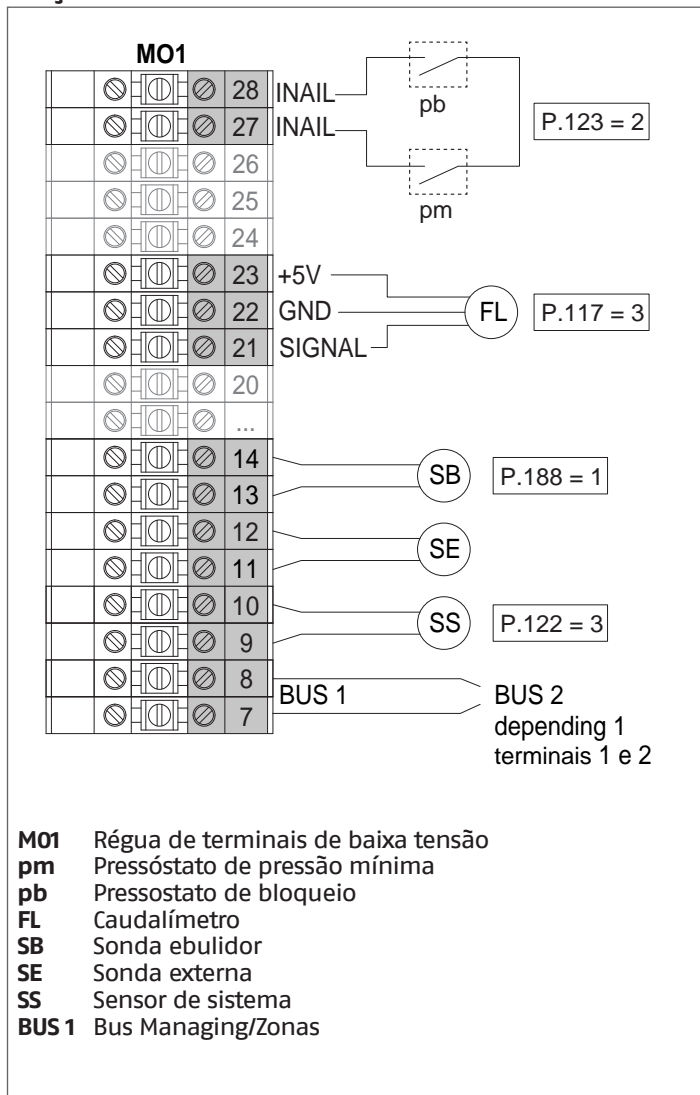 MO1
28 INAIL
pb
27 INAIL
P.123 = 2
26
pm
25
24
23 +5V
22 GND
FL P.117 = 3
21 SIGNAL
20
...
14
SB P.188 = 1
13
12
SE
11
10
SS P.122 = 3
9
8
BUS 1
BUS 2
7
depending 1
terminais 1 e 2
M01 Régua de terminais de baixa tensão
pm Pressóstato de pressão mínima
pb Pressostato de bloqueio
FL Caudalímetro
SB Sonda ebulidor
SE Sonda externa
SS Sensor de sistema
BUS 1 Bus Managing/Zonas